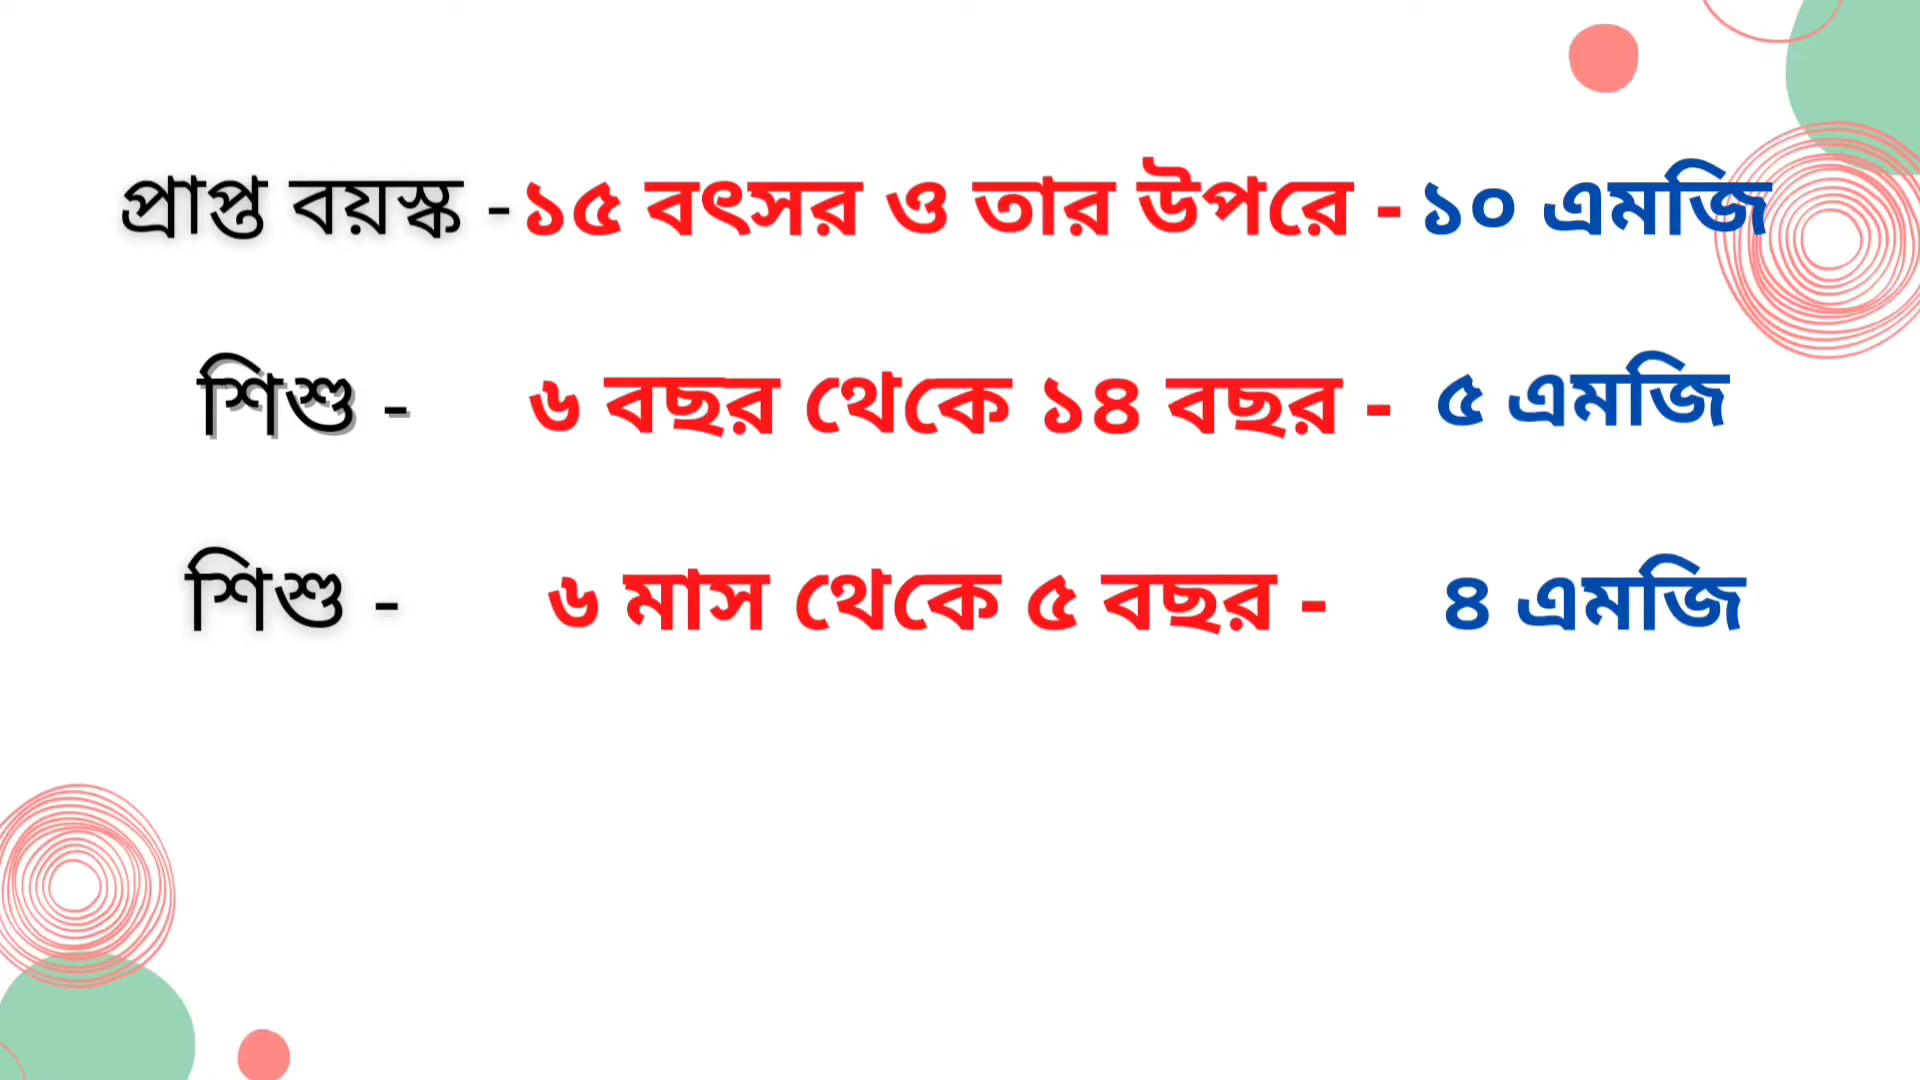 প্রাপ্ত বয়স্ক - ১৫ বৎসর ও তার উপরে - ১০ এমজি
শিশু - ৬ বছর থেকে ১৪ বছর - ৫ এমজি
শিশু - ৬ মাস থেকে ৫ বছর - ৪ এমজি